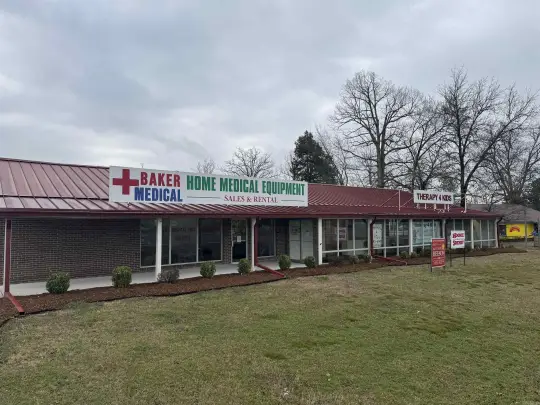 BAKER
MEDICAL
HOME MEDICAL EQUIPMENT
SALES & RENTAL
THERAPY 4 KIDS